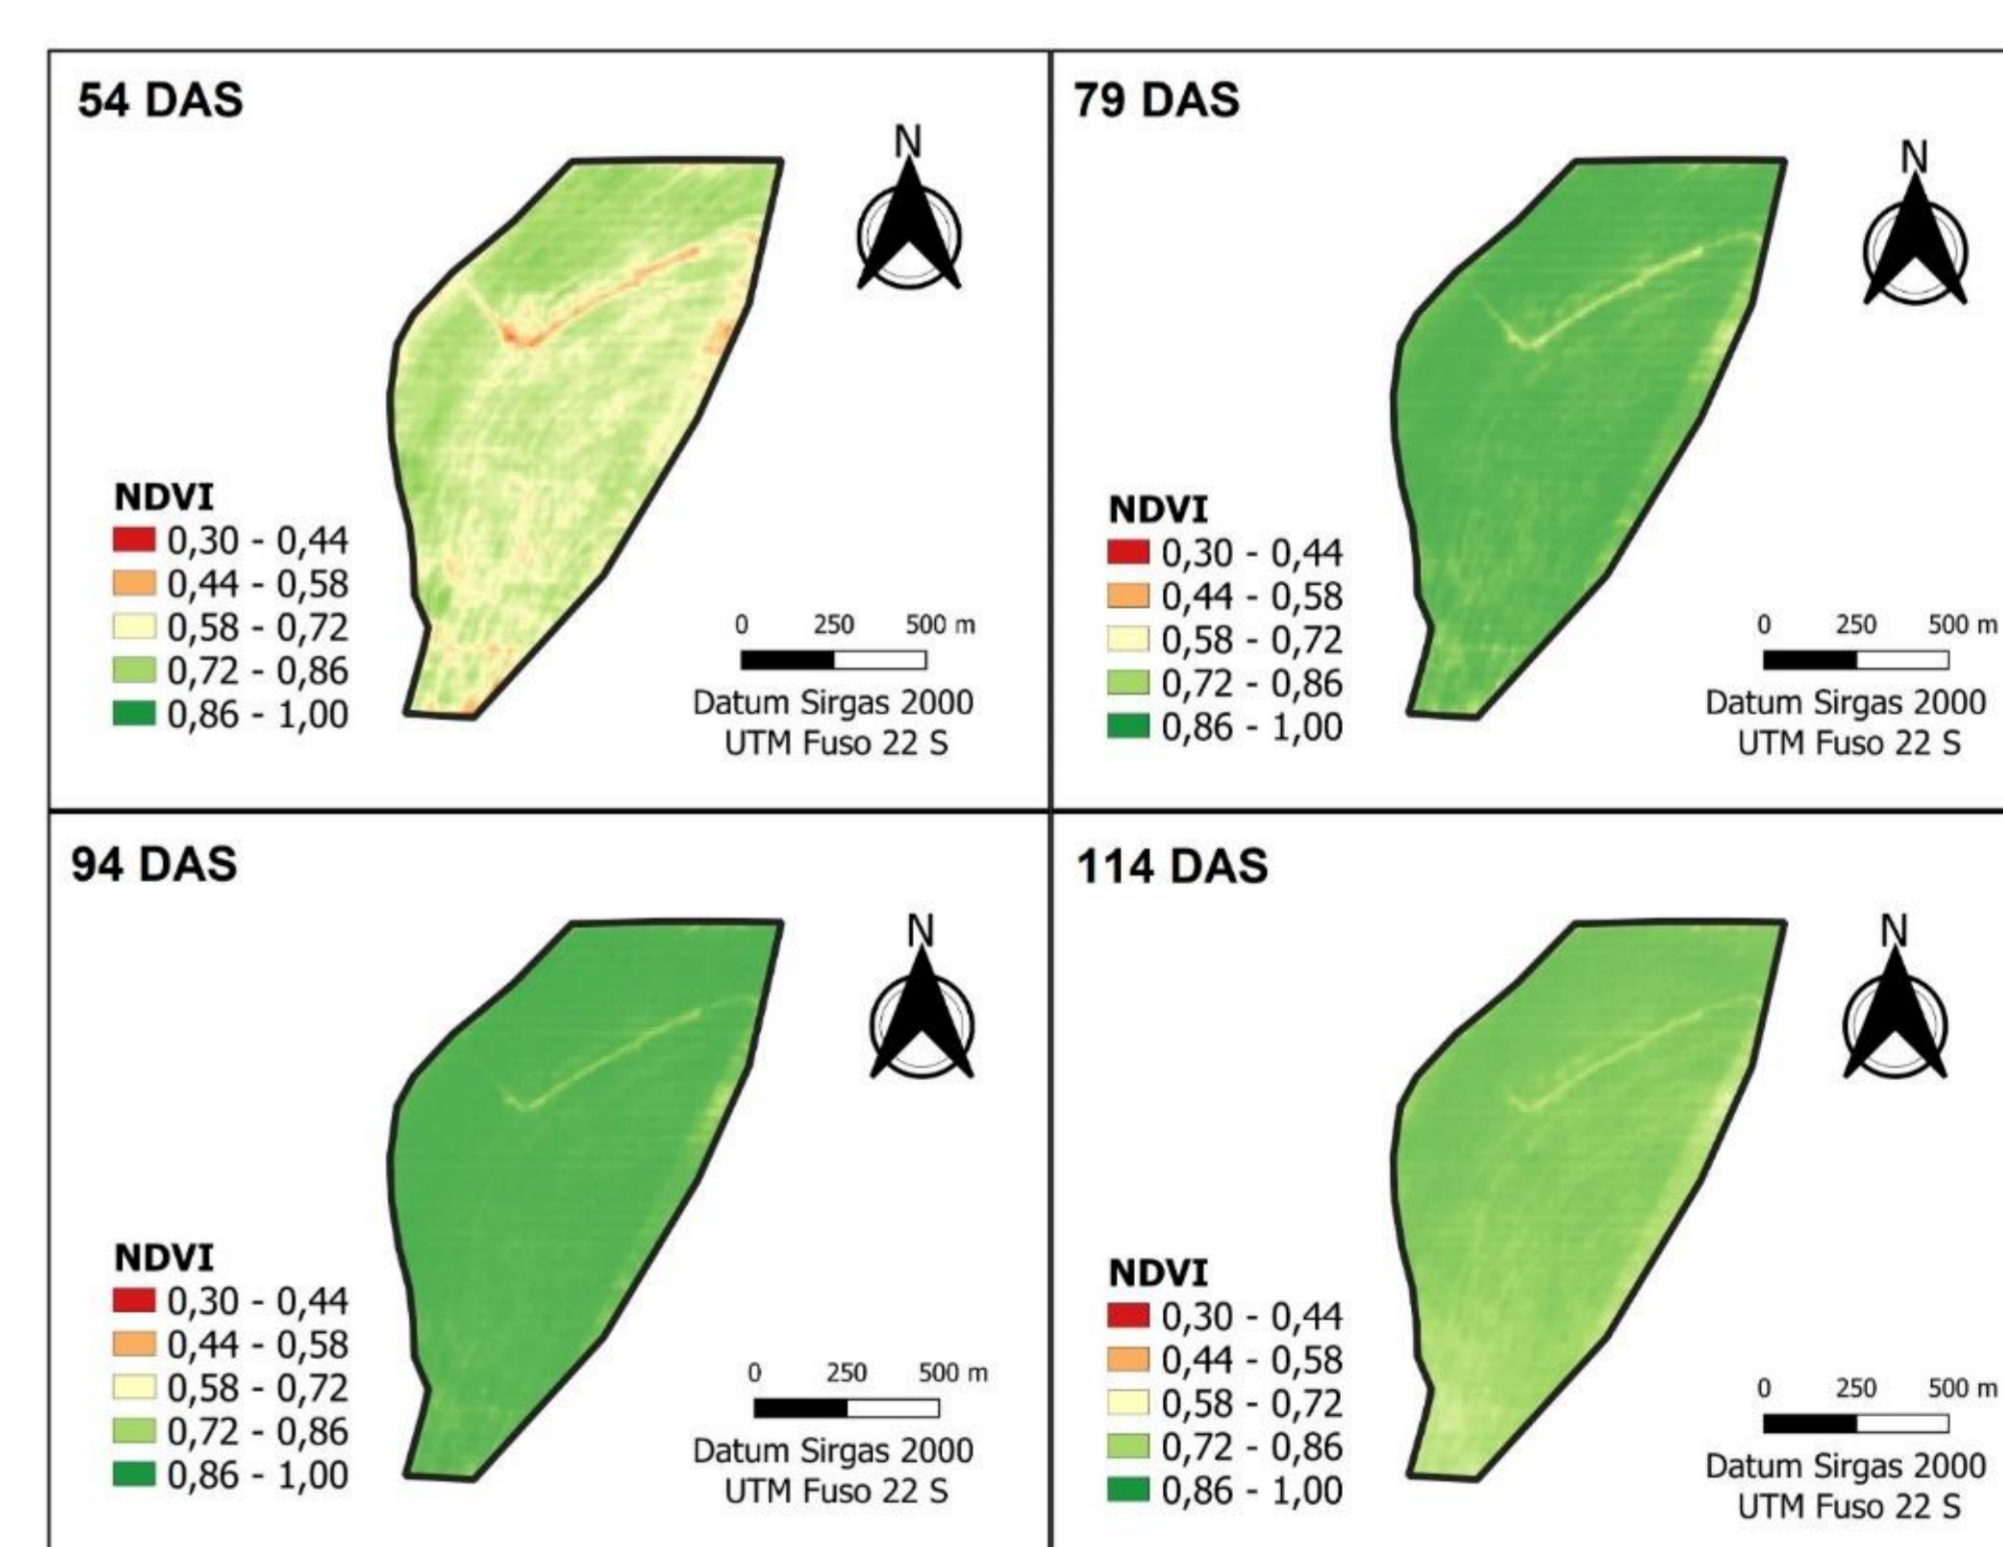 54 DAS
N
NDVI
0,30 - 0,44
0,44 - 0,58
0,58 - 0,72
0,72 - 0,86
0,86 - 1,00
0 250 500 m
Datum Sirgas 2000
UTM Fuso 22 S
79 DAS
N
NDVI
0,30 - 0,44
0,44 - 0,58
0,58 - 0,72
0,72 - 0,86
0,86 - 1,00
0 250 500 m
Datum Sirgas 2000
UTM Fuso 22 S
94 DAS
N
NDVI
0,30 - 0,44
0,44 - 0,58
0,58 - 0,72
0,72 - 0,86
0,86 - 1,00
0 250 500 m
Datum Sirgas 2000
UTM Fuso 22 S
114 DAS
N
NDVI
0,30 - 0,44
0,44 - 0,58
0,58 - 0,72
0,72 - 0,86
0,86 - 1,00
0 250 500 m
Datum Sirgas 2000
UTM Fuso 22 S